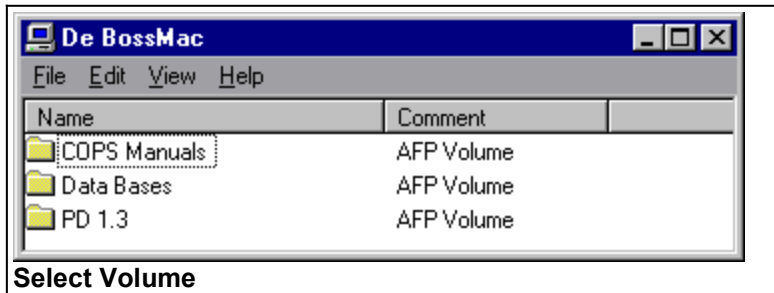 De BossMac
File Edit View Help
Name Comment
COPS Manuals AFP Volume
Data Bases AFP Volume
PD 1.3 AFP Volume
Select Volume